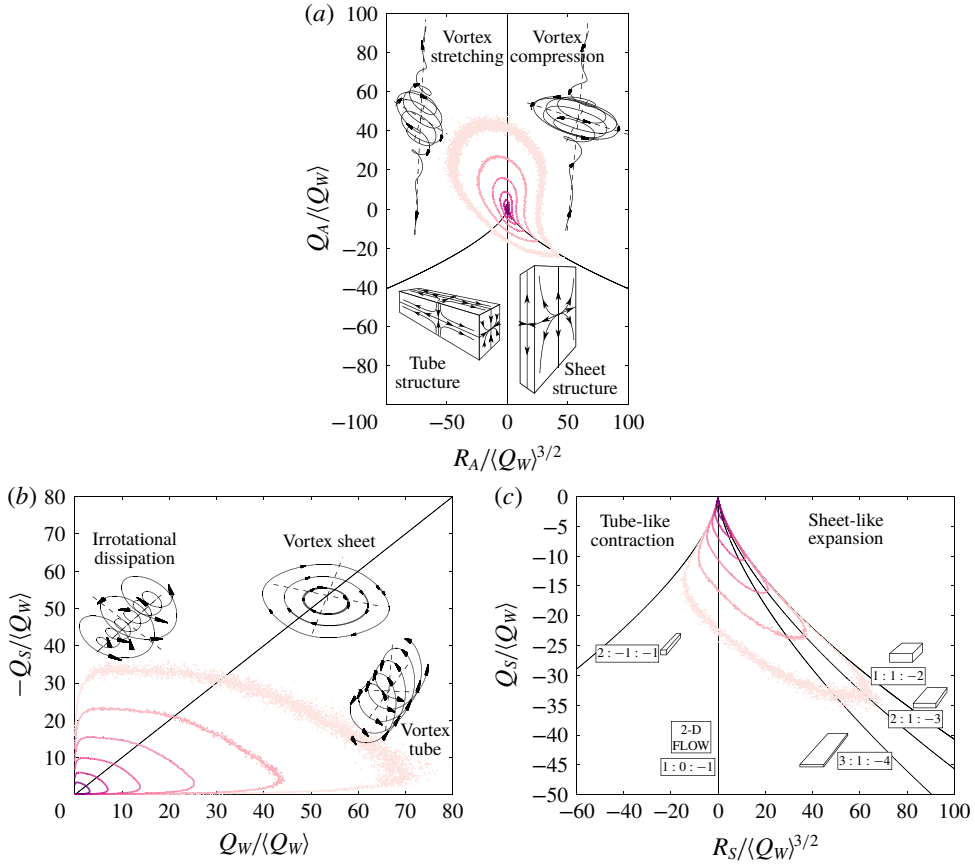 (a)
100
80
60
40
20
0
−20
−40
−60
−80
−100
−50
0
50
100
Q_A/⟨Q_W⟩
R_A/⟨Q_W⟩^{3/2}
Vortex
stretching
Vortex
compression
Tube
structure
Sheet
structure
(b)
80
70
60
50
40
30
20
10
0
10
20
30
40
50
60
70
80
−Q_S/⟨Q_W⟩
Q_W/⟨Q_W⟩
Irrotational
dissipation
Vortex sheet
Vortex
tube
(c)
0
−5
−10
−15
−20
−25
−30
−35
−40
−45
−50
−60
−40
−20
0
20
40
60
80
100
Q_S/⟨Q_W⟩
R_S/⟨Q_W⟩^{3/2}
Tube-like
contraction
Sheet-like
expansion
2 : −1 : −1
1 : 1 : −2
2 : 1 : −3
3 : 1 : −4
2-D
FLOW
1 : 0 : −1